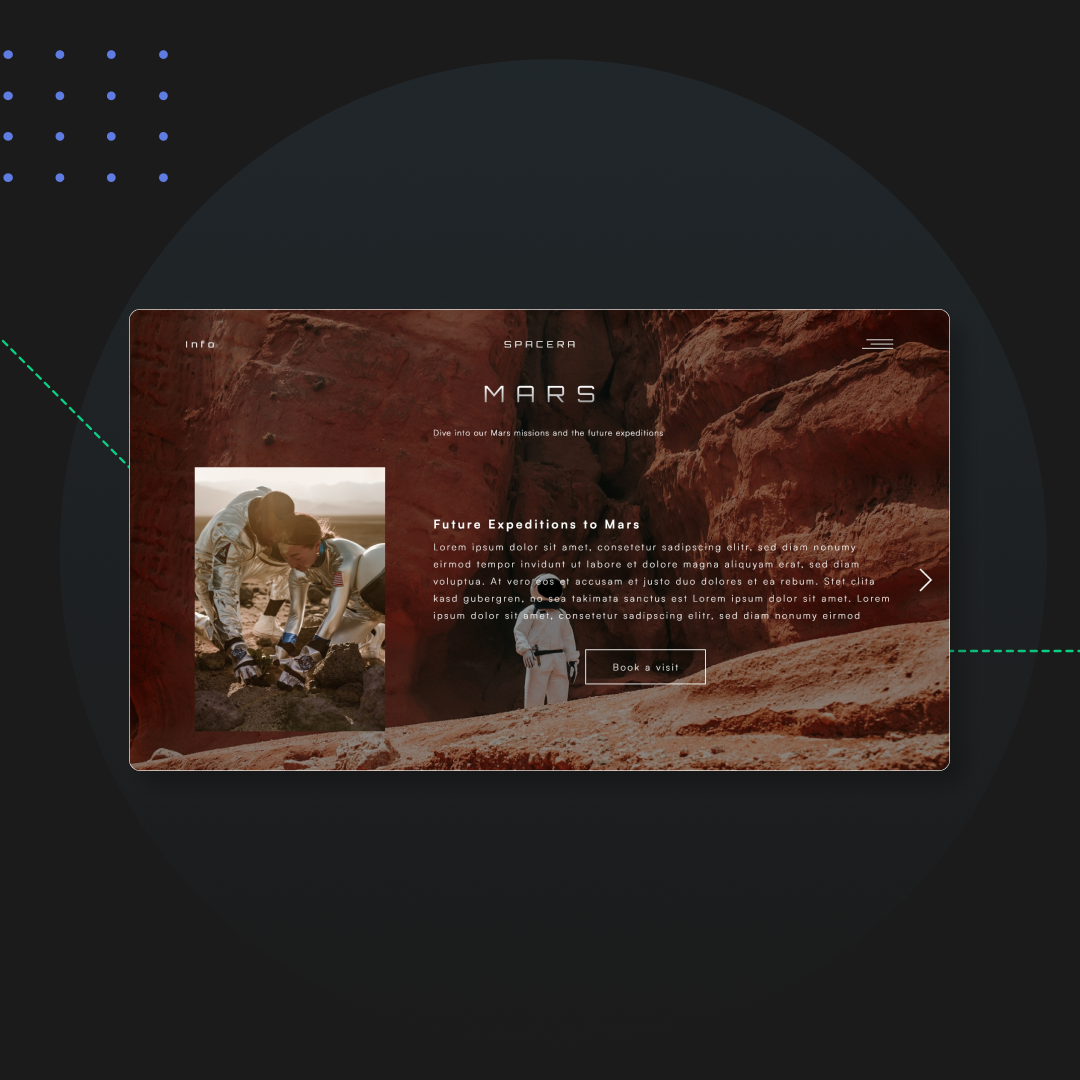 Info
SPACERA
MARS
Dive into our Mars missions and the future expeditions
Future Expeditions to Mars
Lorem ipsum dolor sit amet, consetetur sadipscing elitr, sed diam nonumy
eirmod tempor invidunt ut labore et dolore magna aliquyam erat, sed diam
voluptua. At vero eos et accusam et justo duo dolores et ea rebum. Stet clita
kasd gubergren, no sea takimata sanctus est Lorem ipsum dolor sit amet. Lorem
ipsum dolor sit amet, consetetur sadipscing elitr, sed diam nonumy eirmod
Book a visit